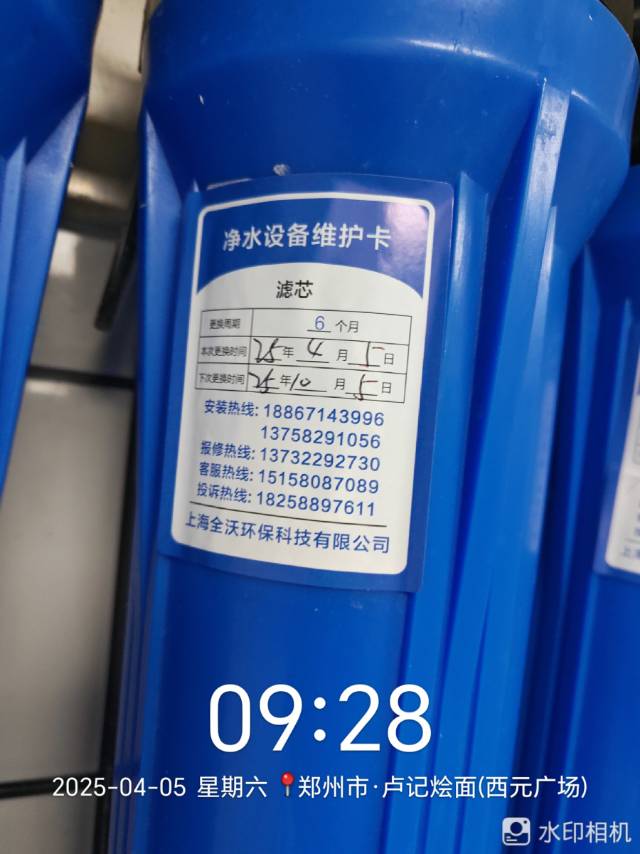 净水设备维护卡
滤芯
更换周期 6 个月
本次更换时间 25年 4 月 5 日
下次更换时间 25年 10 月 5 日
安装热线: 18867143996
13758291056
报修热线: 13732292730
客服热线: 15158087089
投诉热线: 18258897611
上海全沃环保科技有限公司
09:28
2025-04-05 星期六 郑州市·卢记烩面(西元广场)
水印相机